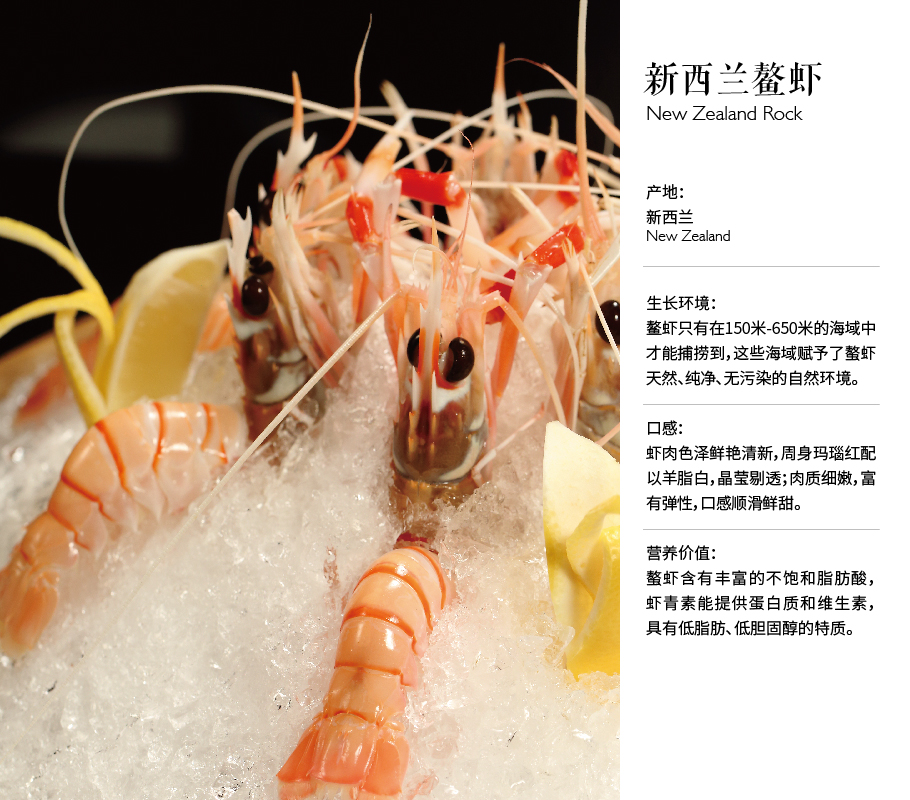 新西兰鳌虾
New Zealand Rock
产地：
新西兰
New Zealand
生长环境：
螯虾只有在150米-650米的海域中
才能捕捞到，这些海域赋予了螯虾
天然、纯净、无污染的自然环境。
口感：
虾肉色泽鲜艳清新，周身玛瑙红配
以羊脂白，晶莹剔透；肉质细嫩，富
有弹性，口感顺滑鲜甜。
营养价值：
螯虾含有丰富的不饱和脂肪酸，
虾青素能提供蛋白质和维生素，
具有低脂肪、低胆固醇的特质。